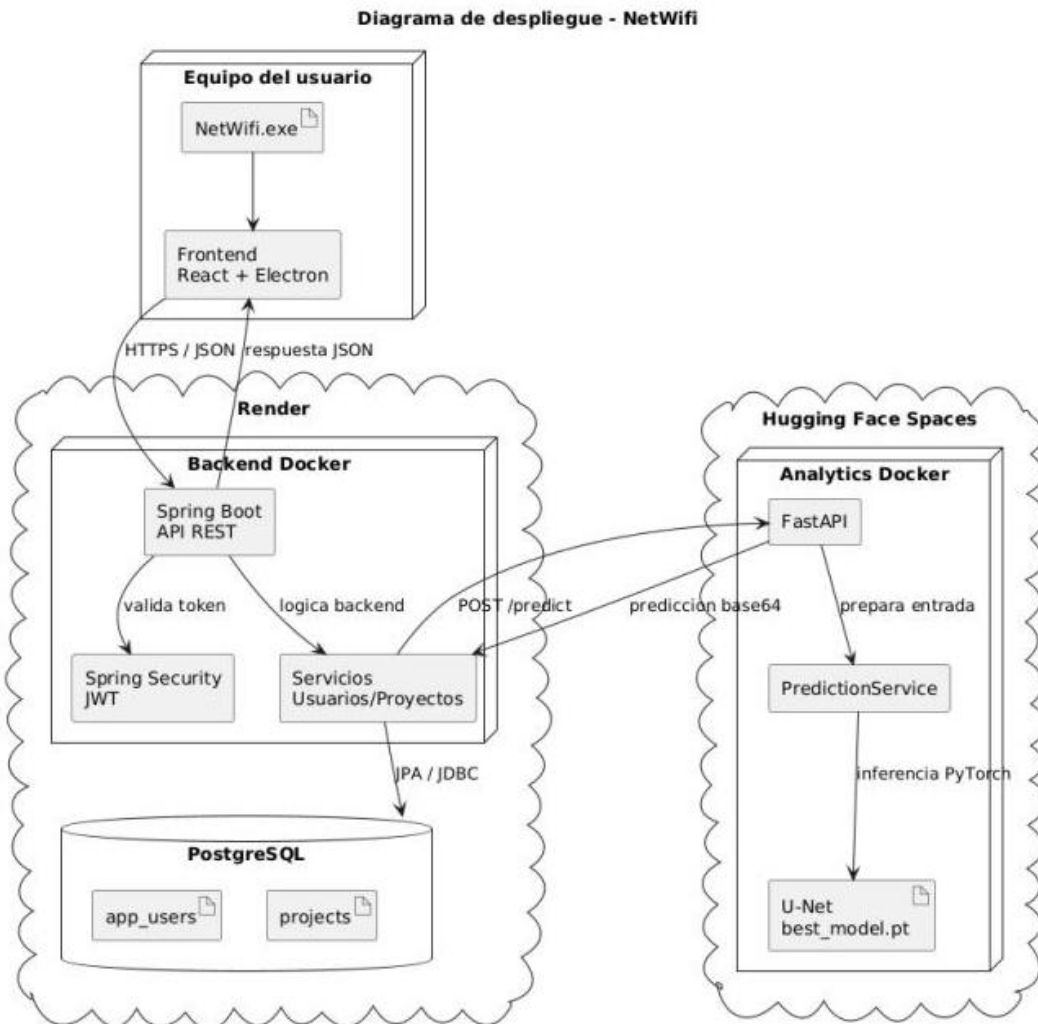 Diagrama de despliegue - NetWifi
Equipo del usuario
NetWifi.exe
Frontend
React + Electron
HTTPS / JSON
respuesta JSON
Render
Backend Docker
Spring Boot
API REST
valida token
logica backend
Spring Security
JWT
Servicios
Usuarios/Proyectos
POST /predict
prediccion base64
JPA / JDBC
PostgreSQL
app_users
projects
Hugging Face Spaces
Analytics Docker
FastAPI
prepara entrada
PredictionService
inferencia PyTorch
U-Net
best_model.pt